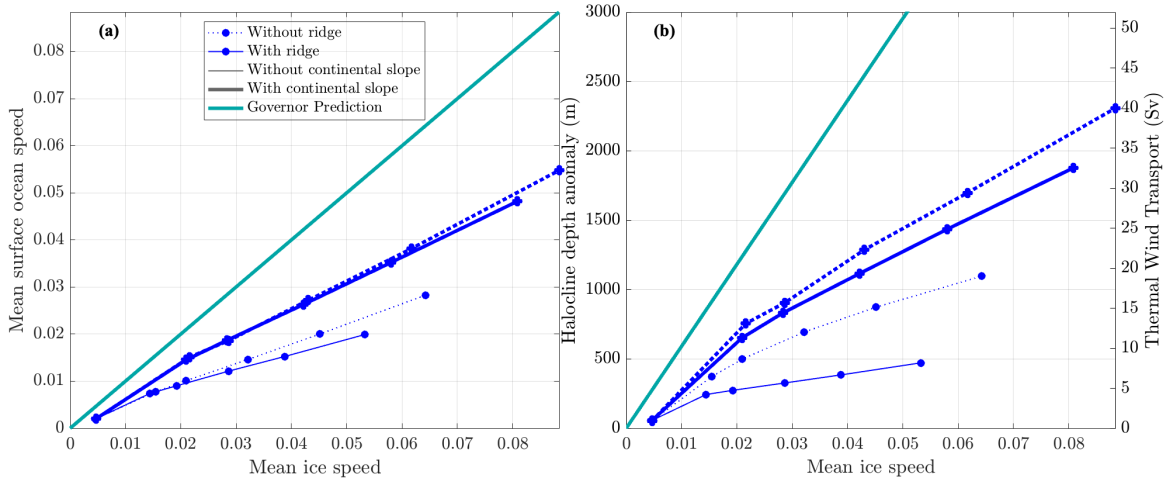 (a)
Without ridge
With ridge
Without continental slope
With continental slope
Governor Prediction
Mean surface ocean speed
0.08
0.07
0.06
0.05
0.04
0.03
0.02
0.01
0
0 0.01 0.02 0.03 0.04 0.05 0.06 0.07 0.08
Mean ice speed
(b)
Halocline depth anomaly (m)
3000
2500
2000
1500
1000
500
0
0 0.01 0.02 0.03 0.04 0.05 0.06 0.07 0.08
Mean ice speed
50
45
40
35
30
25
20
15
10
5
0
Thermal Wind Transport (Sv)